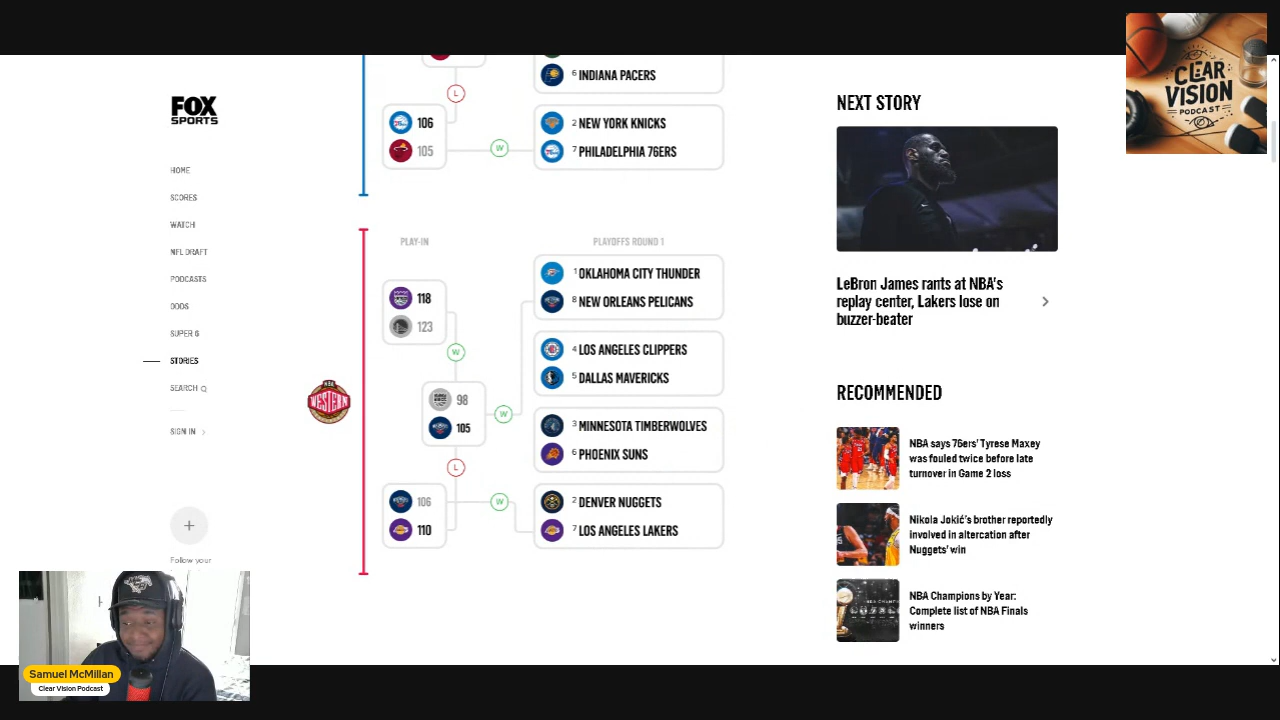 6 INDIANA PACERS
L
106
105
W
2 NEW YORK KNICKS
7 PHILADELPHIA 76ERS
FOX
SPORTS
HOME
SCORES
WATCH
NFL DRAFT
PODCASTS
ODDS
SUPER 6
STORIES
SEARCH
SIGN IN
Follow your
PLAY-IN
PLAYOFFS ROUND 1
NBA
WESTERN
118
123
W
98
105
W
L
106
110
W
1 OKLAHOMA CITY THUNDER
8 NEW ORLEANS PELICANS
4 LOS ANGELES CLIPPERS
5 DALLAS MAVERICKS
3 MINNESOTA TIMBERWOLVES
6 PHOENIX SUNS
2 DENVER NUGGETS
7 LOS ANGELES LAKERS
NEXT STORY
LeBron James rants at NBA's
replay center, Lakers lose on
buzzer-beater
RECOMMENDED
NBA says 76ers' Tyrese Maxey
was fouled twice before late
turnover in Game 2 loss
Nikola Jokić's brother reportedly
involved in altercation after
Nuggets' win
NBA Champions by Year:
Complete list of NBA Finals
winners
CLEAR
VISION
PODCAST
Samuel McMillan
Clear Vision Podcast